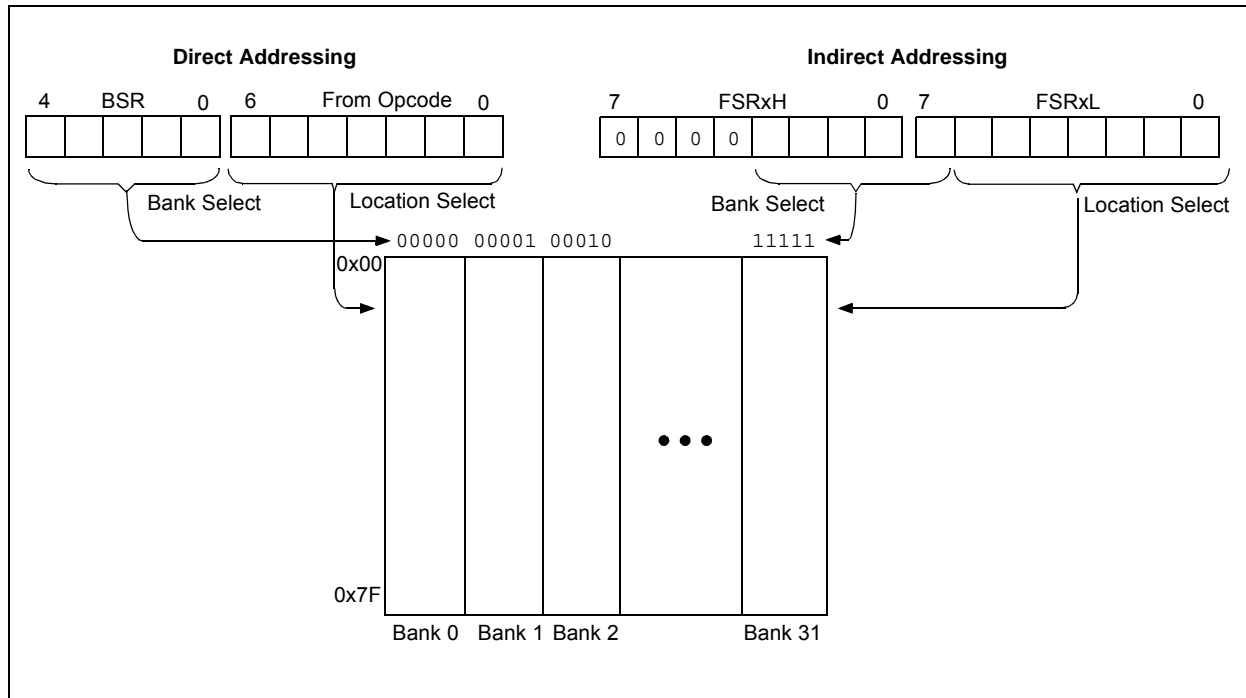 Direct Addressing
Indirect Addressing
4 BSR 0 6 From Opcode 0
7 FSRxH 0 7 FSRxL 0
0 0 0 0
Bank Select
Location Select
Bank Select
Location Select
00000 00001 00010 11111
0x00
0x7F
Bank 0 Bank 1 Bank 2 Bank 31